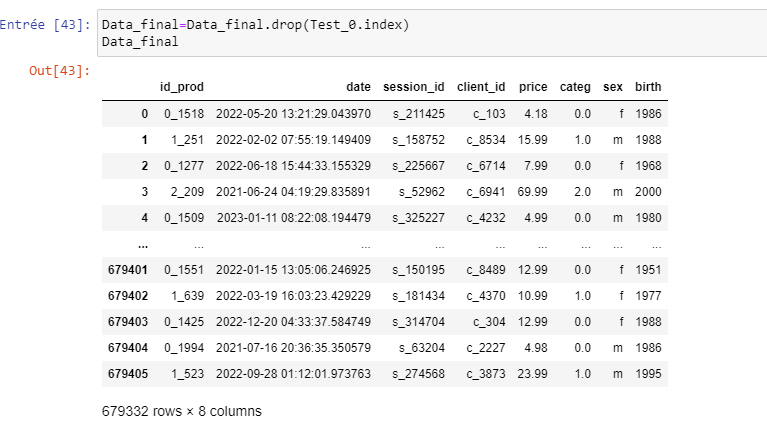 Entrée [43]: Data_final=Data_final.drop(Test_0.index)
Data_final
Out[43]:
id_prod date session_id client_id price categ sex birth
0 0_1518 2022-05-20 13:21:29.043970 s_211425 c_103 4.18 0.0 f 1986
1 1_251 2022-02-02 07:55:19.149409 s_158752 c_8534 15.99 1.0 m 1988
2 0_1277 2022-06-18 15:44:33.155329 s_225667 c_6714 7.99 0.0 f 1968
3 2_209 2021-06-24 04:19:29.835891 s_52962 c_6941 69.99 2.0 m 2000
4 0_1509 2023-01-11 08:22:08.194479 s_325227 c_4232 4.99 0.0 m 1980
... ... ... ... ... ... ... ... ...
679401 0_1551 2022-01-15 13:05:06.246925 s_150195 c_8489 12.99 0.0 f 1951
679402 1_639 2022-03-19 16:03:23.429229 s_181434 c_4370 10.99 1.0 f 1977
679403 0_1425 2022-12-20 04:33:37.584749 s_314704 c_304 12.99 0.0 f 1988
679404 0_1994 2021-07-16 20:36:35.350579 s_63204 c_2227 4.98 0.0 m 1986
679405 1_523 2022-09-28 01:12:01.973763 s_274568 c_3873 23.99 1.0 m 1995
679332 rows × 8 columns